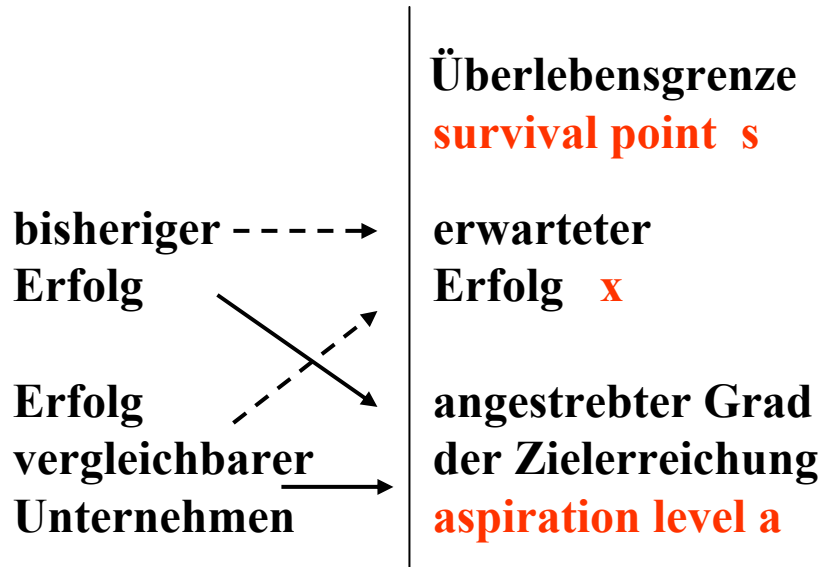 Überlebensgrenze
survival point s
bisheriger
Erfolg
erwarteter
Erfolg x
Erfolg
vergleichbarer
Unternehmen
angestrebter Grad
der Zielerreichung
aspiration level a